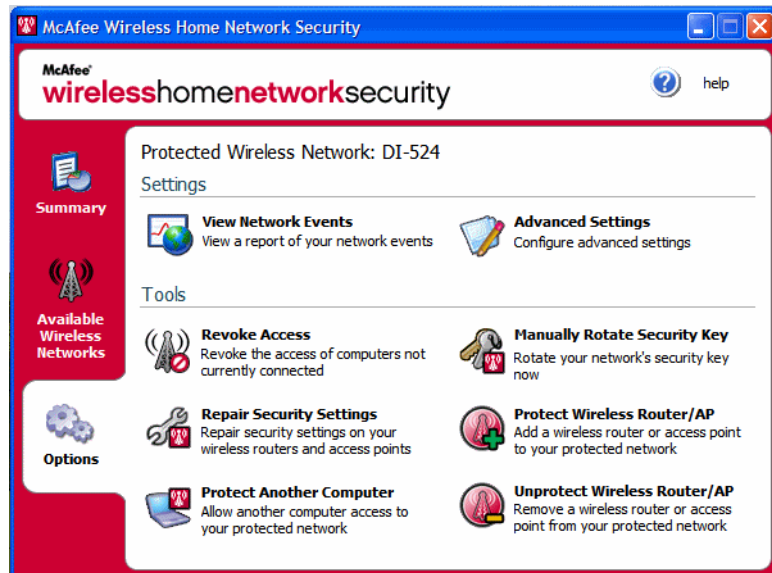 McAfee Wireless Home Network Security
McAfee
wirelesshomenetworksecurity
help
Summary
Available
Wireless
Networks
Options
Protected Wireless Network: DI-524
Settings
View Network Events
View a report of your network events
Advanced Settings
Configure advanced settings
Tools
Revoke Access
Revoke the access of computers not
currently connected
Manually Rotate Security Key
Rotate your network's security key
now
Repair Security Settings
Repair security settings on your
wireless routers and access points
Protect Wireless Router/AP
Add a wireless router or access point
to your protected network
Protect Another Computer
Allow another computer access to
your protected network
Unprotect Wireless Router/AP
Remove a wireless router or access
point from your protected network